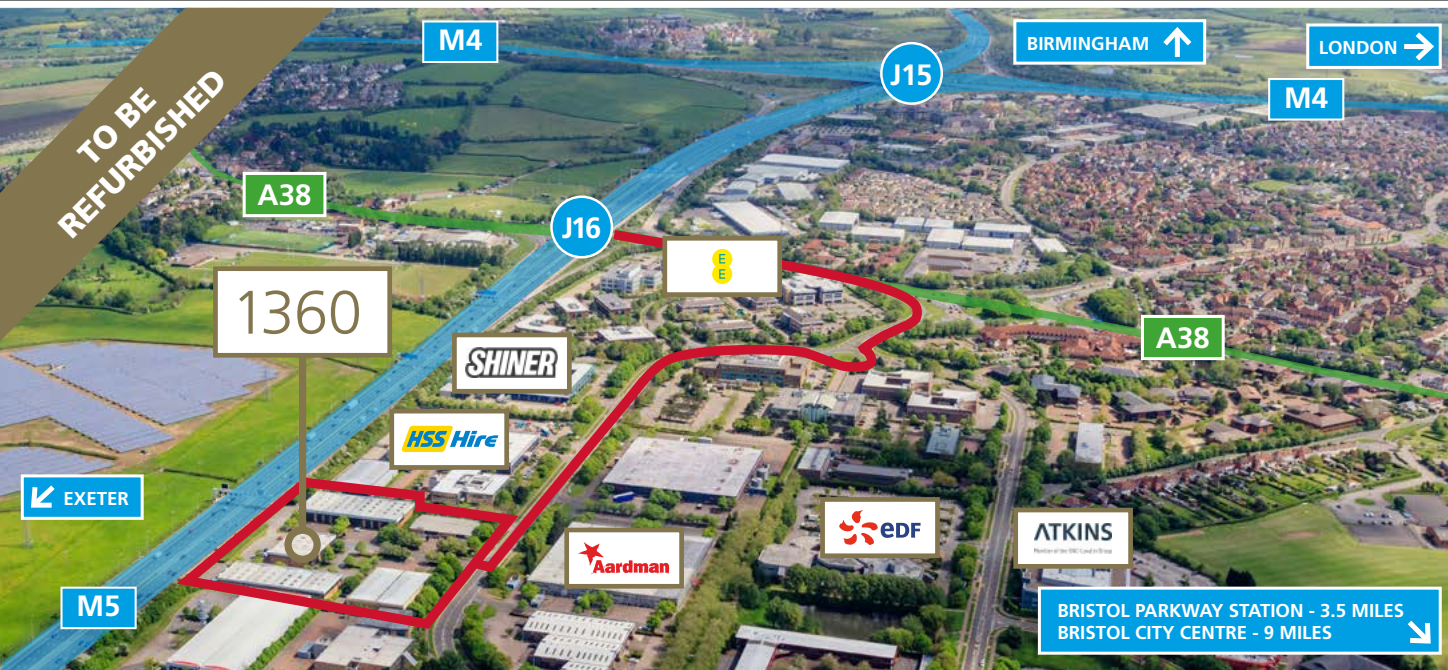 TO BE
REFURBISHED
M4
J15
BIRMINGHAM
LONDON
M4
A38
J16
E
E
1360
SHINER
A38
HSS Hire
EXETER
eDF
ATKINS
Member of the SNC-Lavalin Group
Aardman
M5
BRISTOL PARKWAY STATION - 3.5 MILES
BRISTOL CITY CENTRE - 9 MILES